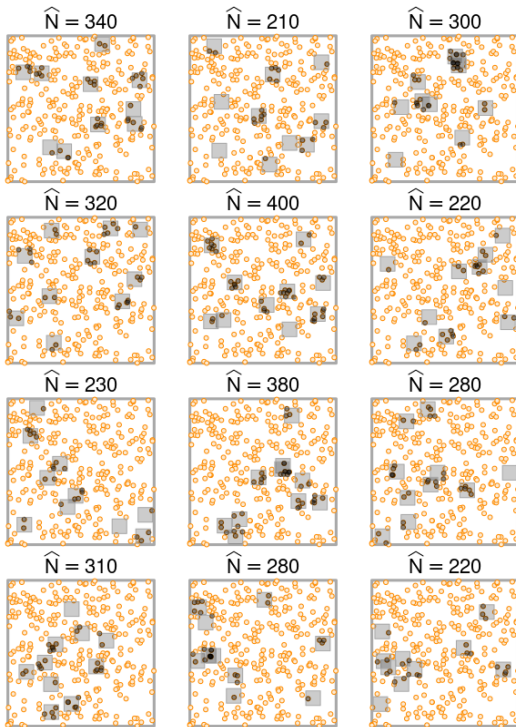 N̂ = 340 N̂ = 210 N̂ = 300
N̂ = 320 N̂ = 400 N̂ = 220
N̂ = 230 N̂ = 380 N̂ = 280
N̂ = 310 N̂ = 280 N̂ = 220